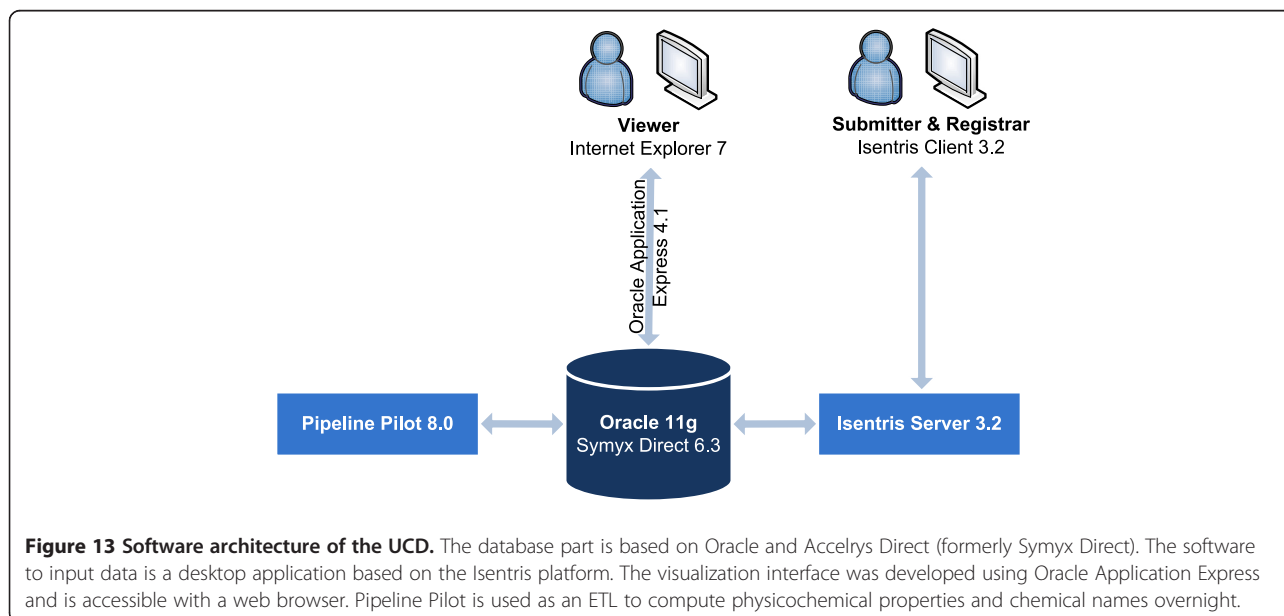 Viewer
Internet Explorer 7
Submitter & Registrar
Isentris Client 3.2
Oracle Application
Express 4.1
Pipeline Pilot 8.0
Oracle 11g
Symyx Direct 6.3
Isentris Server 3.2
Figure 13 Software architecture of the UCD. The database part is based on Oracle and Accelrys Direct (formerly Symyx Direct). The software
to input data is a desktop application based on the Isentris platform. The visualization interface was developed using Oracle Application Express
and is accessible with a web browser. Pipeline Pilot is used as an ETL to compute physicochemical properties and chemical names overnight.